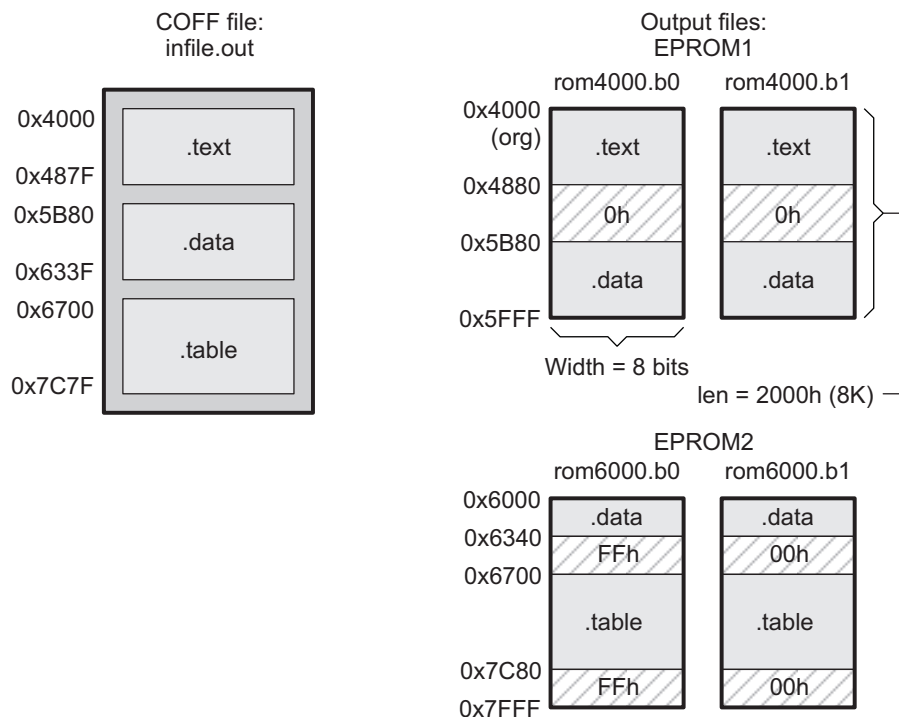 COFF file:
infile.out
0x4000
.text
0x487F
0x5B80
.data
0x633F
0x6700
.table
0x7C7F
Output files:
EPROM1
rom4000.b0 rom4000.b1
0x4000
(org)
.text .text
0x4880
0h 0h
0x5B80
.data .data
0x5FFF
Width = 8 bits
len = 2000h (8K)
EPROM2
rom6000.b0 rom6000.b1
0x6000
.data .data
0x6340
FFh 00h
0x6700
.table .table
0x7C80
FFh 00h
0x7FFF